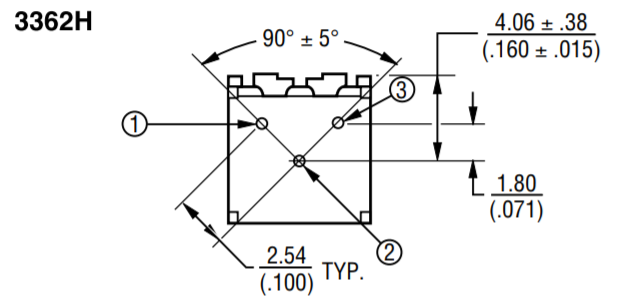 3362H
90° ± 5°
4.06 ± .38
(.160 ± .015)
3
1
1.80
(.071)
2
2.54
(.100)
TYP.